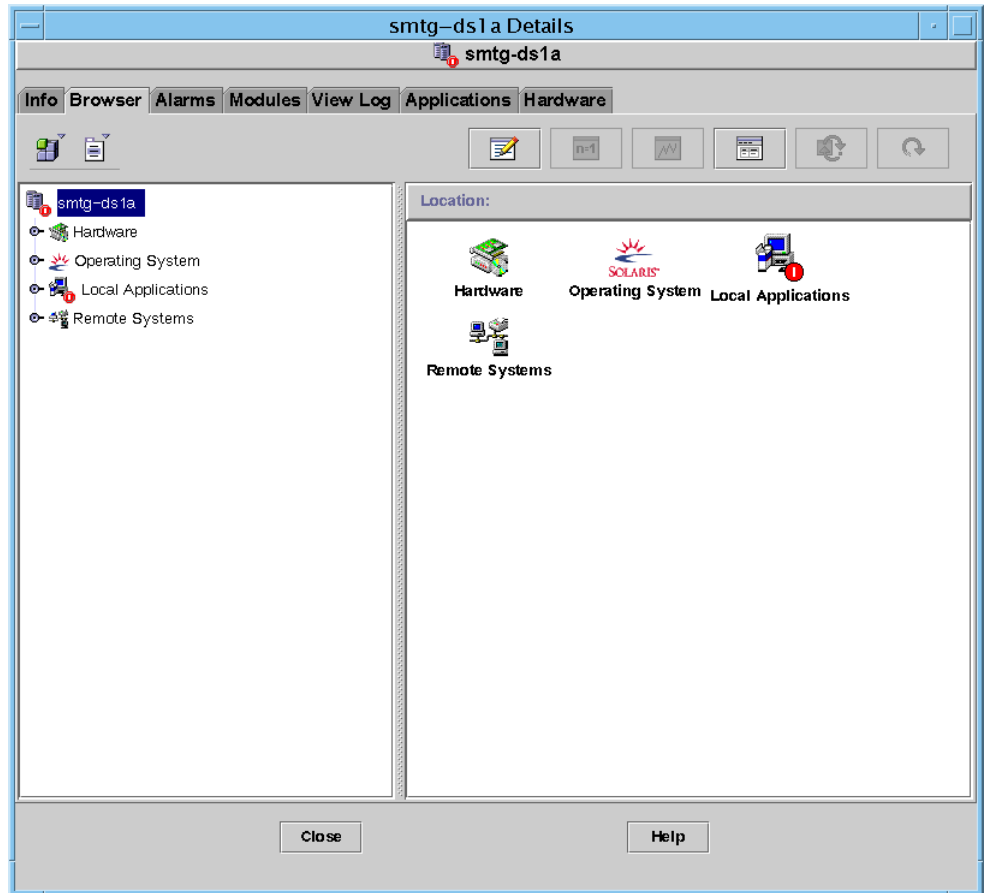 smtg-ds1a Details
smtg-ds1a
Info Browser Alarms Modules View Log Applications Hardware
n=1
smtg-ds1a
Hardware
Operating System
Local Applications
Remote Systems
Location:
SOLARIS
Hardware Operating System Local Applications
Remote Systems
Close Help